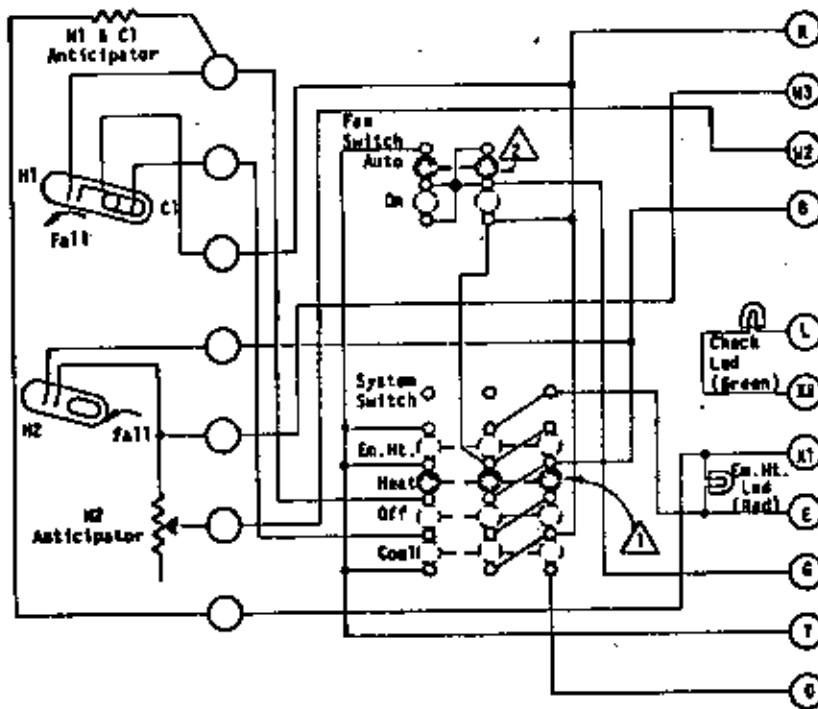 H1 & C1
Anticipator
H1
C1
Fall
H2
fall
H2
Anticipator
Fan
Switch
Auto
On
2
System
Switch
Em.Ht.
Heat
Off
Cool
1
R
W3
W2
B
L
Check
Led
(Green)
X2
X1
Em.Ht.
Led
(Red)
E
G
T
O